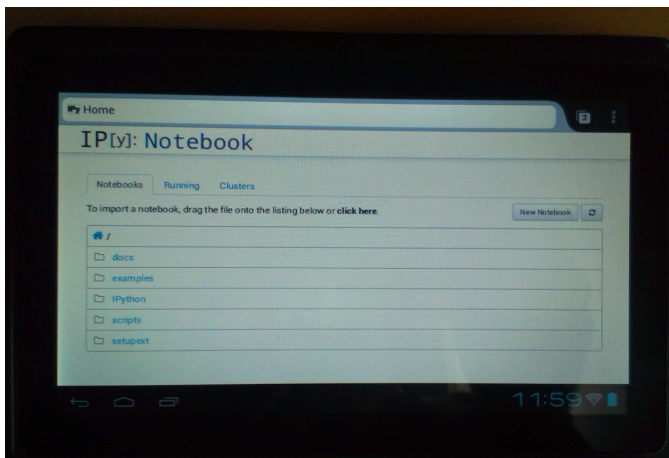 IP[y]: Home
2
IP[y]: Notebook
Notebooks Running Clusters
To import a notebook, drag the file onto the listing below or click here.
New Notebook
/
docs
examples
IPython
scripts
setupext
11:59